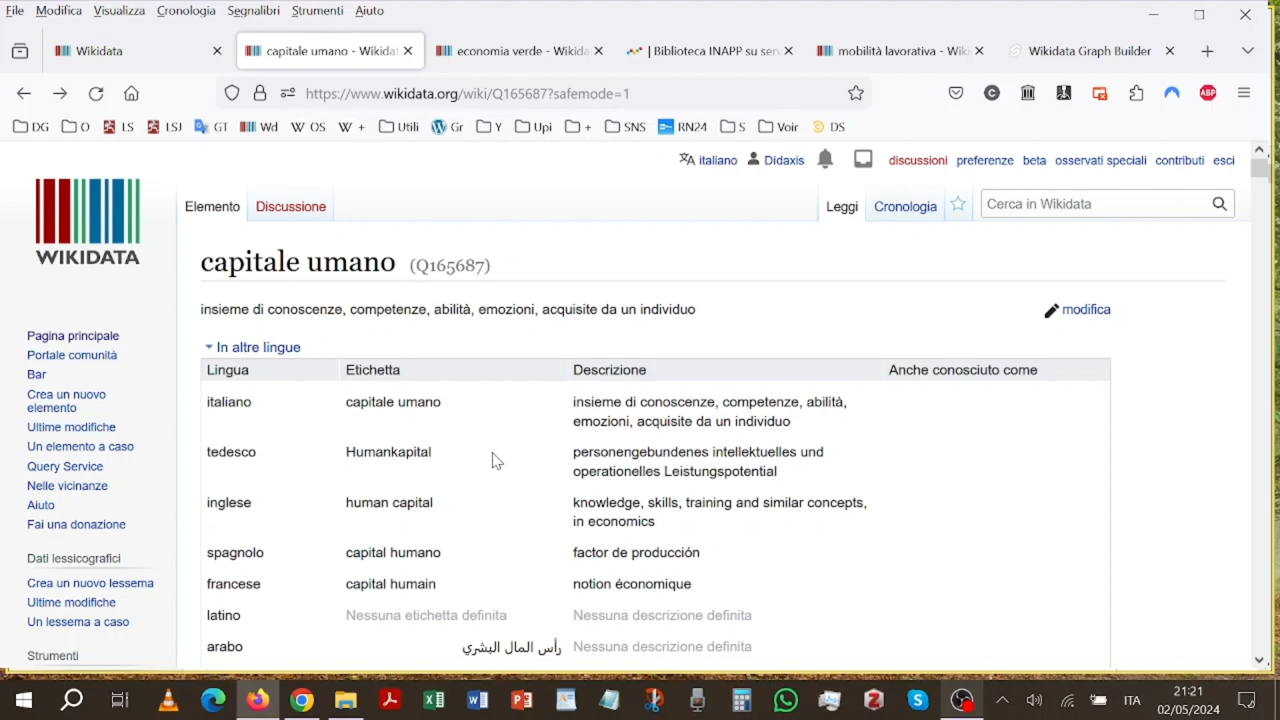 File Modifica Visualizza Cronologia Segnalibri Strumenti Aiuto
Wikidata
capitale umano - Wikidat
economia verde - Wikida
| Biblioteca INAPP su serv
mobilità lavorativa - Wiki
Wikidata Graph Builder
https://www.wikidata.org/wiki/Q165687?safemode=1
ABP
DG O LS LSJ GT Wd OS + Utili Gr Y Upi + SNS RN24 S Voir DS
italiano Didaxis discussioni preferenze beta osservati speciali contributi esci
Elemento Discussione Leggi Cronologia Cerca in Wikidata
WIKIDATA
capitale umano (Q165687)
insieme di conoscenze, competenze, abilità, emozioni, acquisite da un individuo
modifica
In altre lingue
Lingua Etichetta Descrizione Anche conosciuto come
italiano capitale umano insieme di conoscenze, competenze, abilità,
emozioni, acquisite da un individuo
tedesco Humankapital personengebundenes intellektuelles und
operationelles Leistungspotential
inglese human capital knowledge, skills, training and similar concepts,
in economics
spagnolo capital humano factor de producción
francese capital humain notion économique
latino Nessuna etichetta definita Nessuna descrizione definita
arabo رأس المال البشري Nessuna descrizione definita
Pagina principale
Portale comunità
Bar
Crea un nuovo
elemento
Ultime modifiche
Un elemento a caso
Query Service
Nelle vicinanze
Aiuto
Fai una donazione
Dati lessicografici
Crea un nuovo lessema
Ultime modifiche
Un lessema a caso
Strumenti
ITA
21:21
02/05/2024